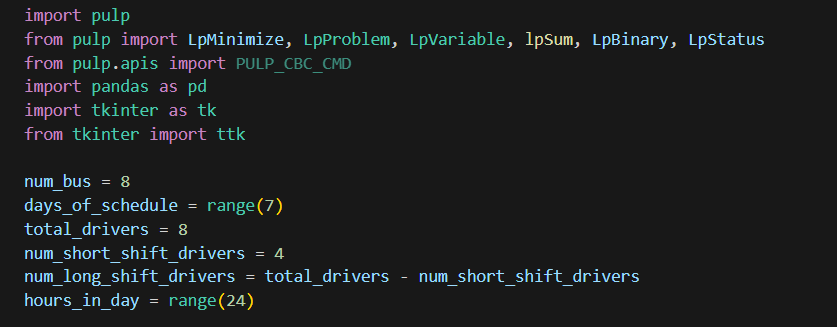 import pulp
from pulp import LpMinimize, LpProblem, LpVariable, lpSum, LpBinary, LpStatus
from pulp.apis import PULP_CBC_CMD
import pandas as pd
import tkinter as tk
from tkinter import ttk
num_bus = 8
days_of_schedule = range(7)
total_drivers = 8
num_short_shift_drivers = 4
num_long_shift_drivers = total_drivers - num_short_shift_drivers
hours_in_day = range(24)